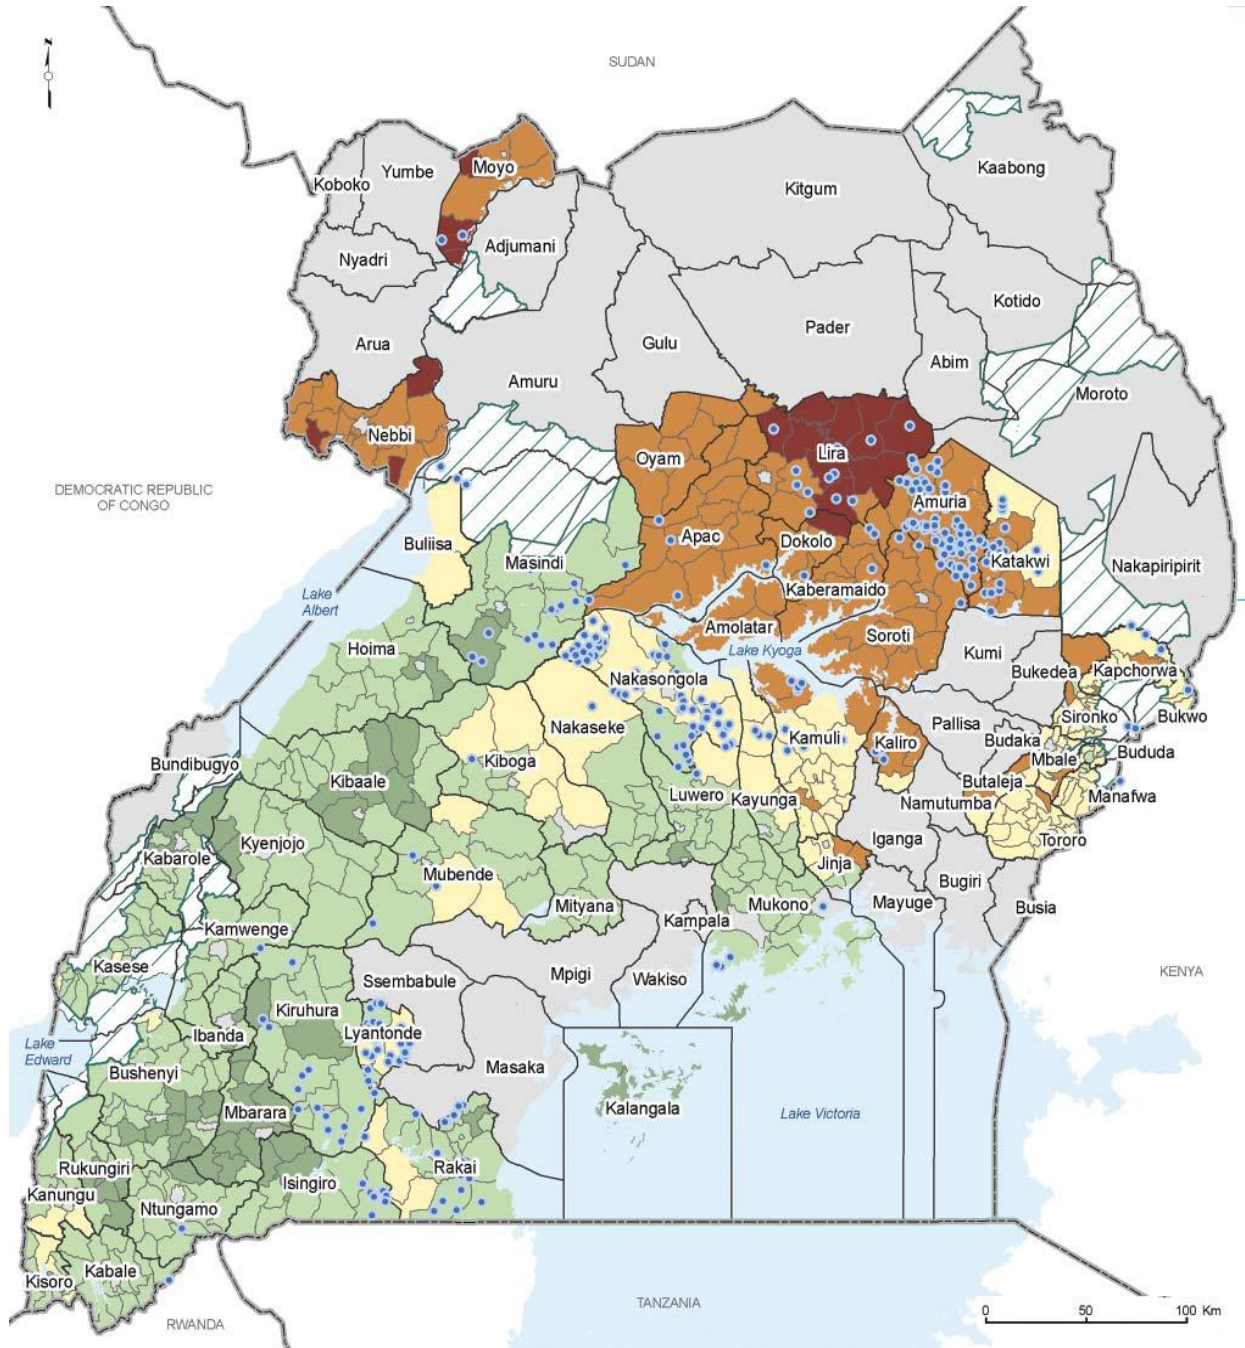 N
SUDAN
Kaabong
Moyo
Yumbe
Koboko
Kitgum
Adjumani
Nyadri
Kotido
Pader
Arua
Gulu
Abim
Amuru
Moroto
Nebbi
Lira
Oyam
DEMOCRATIC REPUBLIC
OF CONGO
Amuria
Apac
Dokolo
Buliisa
Masindi
Katakwi
Nakapiripirit
Kaberamaido
Lake
Albert
Amolatar
Soroti
Hoima
Lake Kyoga
Kumi
Nakasongola
Bukedea
Kapchorwa
Nakaseke
Pallisa
Sironko
Bukwo
Kamuli
Kaliro
Budaka
Bududa
Kiboga
Mbale
Bundibugyo
Kibaale
Butaleja
Manafwa
Luwero
Kayunga
Namutumba
Tororo
Kabarole
Kyenjojo
Iganga
Jinja
Mubende
Bugiri
Mityana
Mukono
Mayuge
Busia
Kampala
Kamwenge
Kasese
Ssembabule
Mpigi
Wakiso
KENYA
Kiruhura
Lyantonde
Ibanda
Lake
Edward
Masaka
Bushenyi
Kalangala
Lake Victoria
Mbarara
Rukungiri
Rakai
Isingiro
Kanungu
Ntungamo
Kabale
Kisoro
TANZANIA
RWANDA
0 50 100 Km